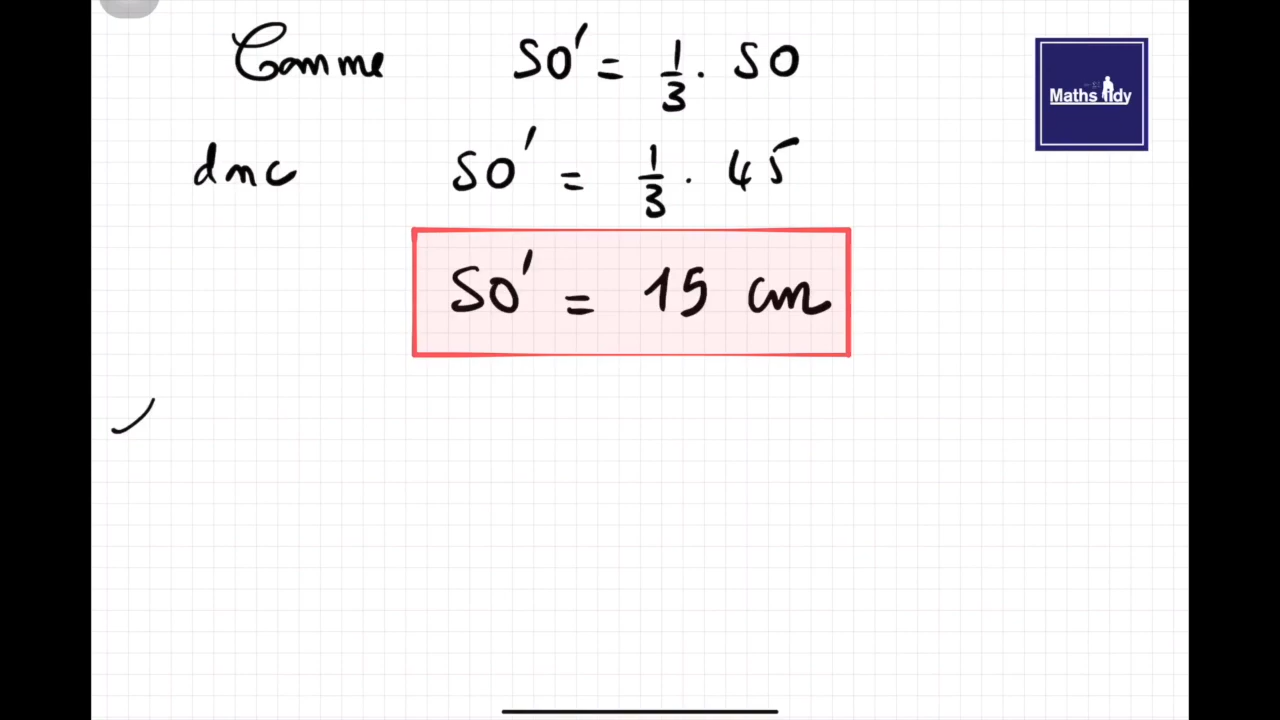 Comme SO' = 1/3 . SO
Maths Tidy
donc SO' = 1/3 . 45
SO' = 15 cm